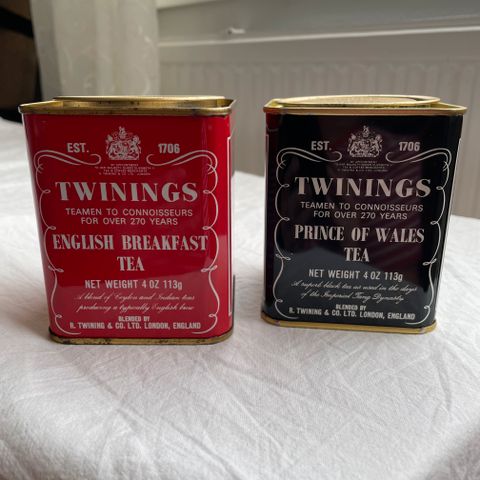 EST. 1706
TWININGS
TEAMEN TO CONNOISSEURS
FOR OVER 270 YEARS
ENGLISH BREAKFAST
TEA
NET WEIGHT 4 OZ 113g
A blend of Ceylon and Indian teas
producing a typically English brew
BLENDED BY
R. TWINING & CO. LTD. LONDON, ENGLAND
EST. 1706
TWININGS
TEAMEN TO CONNOISSEURS
FOR OVER 270 YEARS
PRINCE OF WALES
TEA
NET WEIGHT 4 OZ 113g
A superb black tea as used in the days
of the Imperial Tang Dynasty
BLENDED BY
R. TWINING & CO. LTD. LONDON, ENGLAND